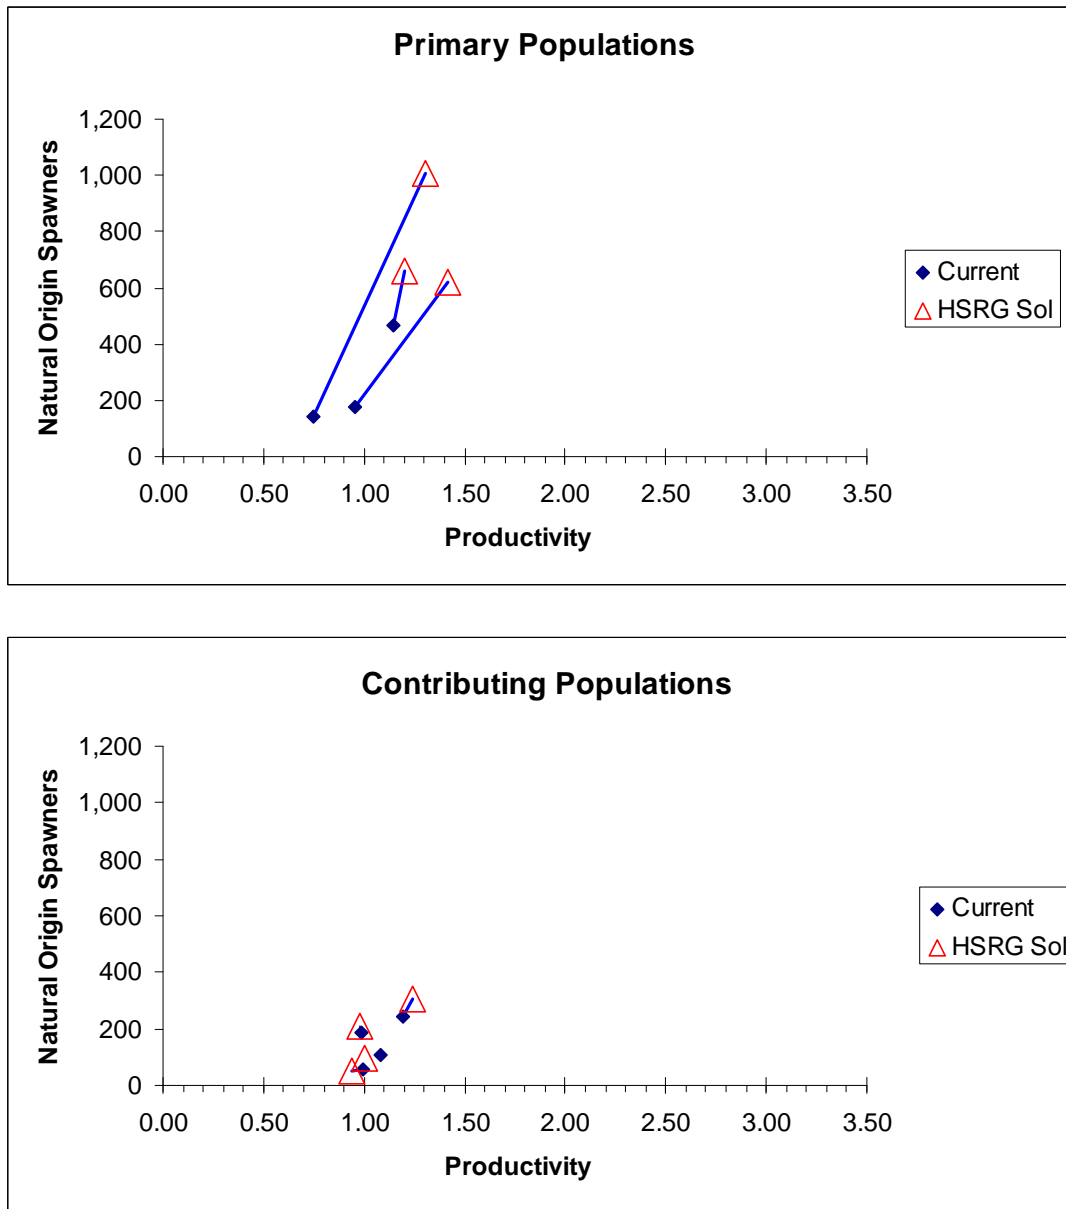 Primary Populations
Natural Origin Spawners
1,200
1,000
800
600
400
200
0
0.00 0.50 1.00 1.50 2.00 2.50 3.00 3.50
Productivity
Current
HSRG Sol
Contributing Populations
Natural Origin Spawners
1,200
1,000
800
600
400
200
0
0.00 0.50 1.00 1.50 2.00 2.50 3.00 3.50
Productivity
Current
HSRG Sol